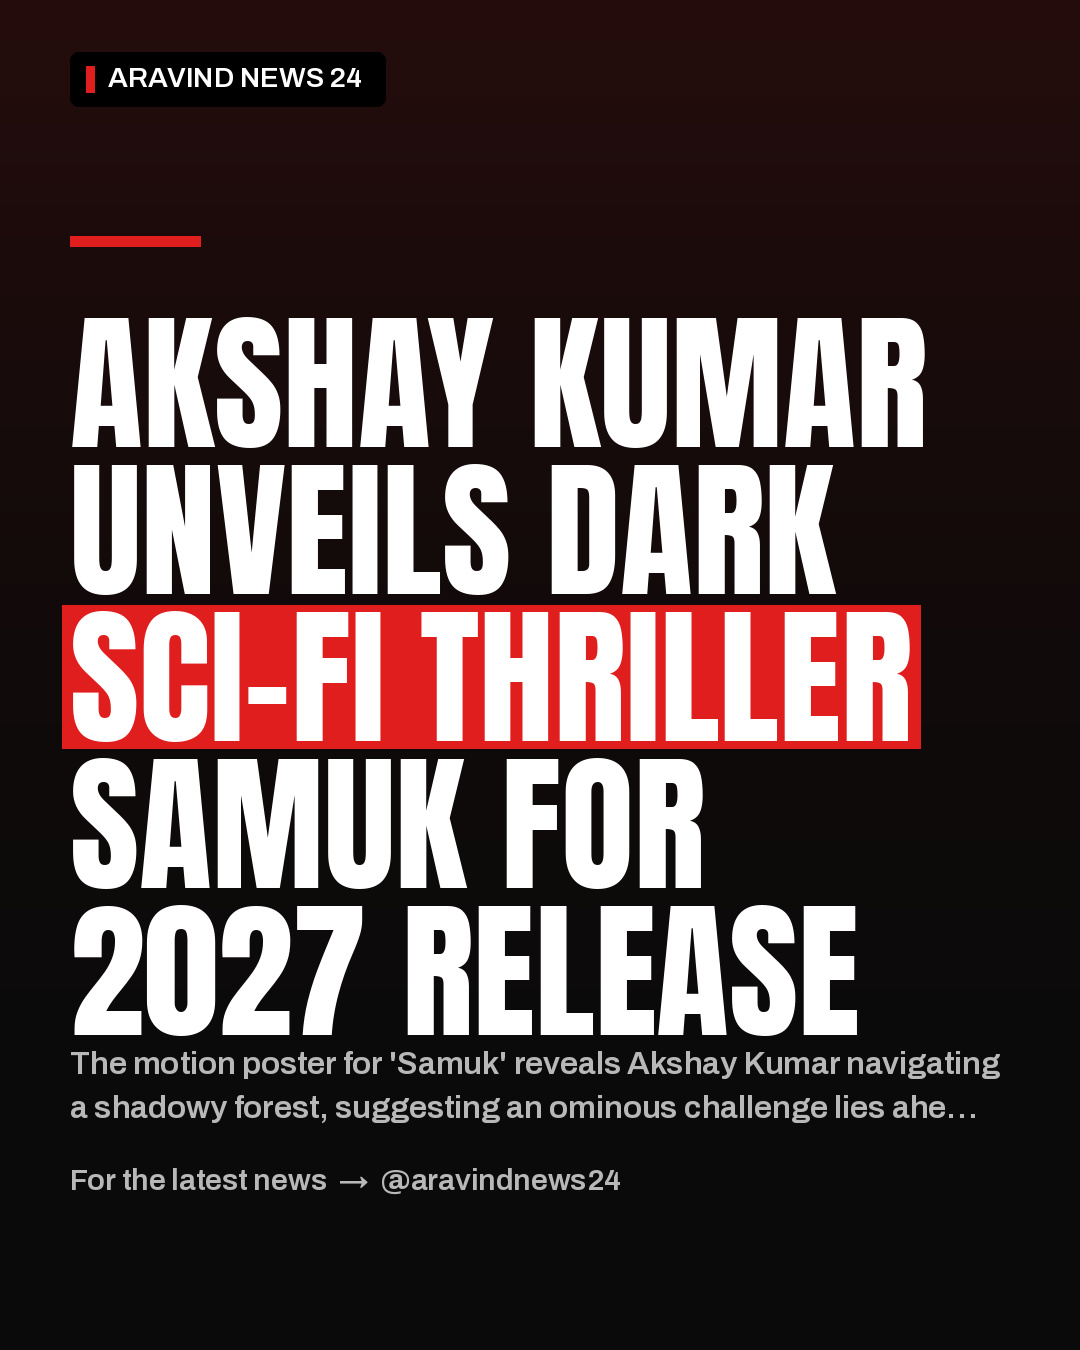 ARAVIND NEWS 24
AKSHAY KUMAR
UNVEILS DARK
SCI-FI THRILLER
SAMUK FOR
2027 RELEASE
The motion poster for 'Samuk' reveals Akshay Kumar navigating
a shadowy forest, suggesting an ominous challenge lies ahe...
For the latest news → @aravindnews24